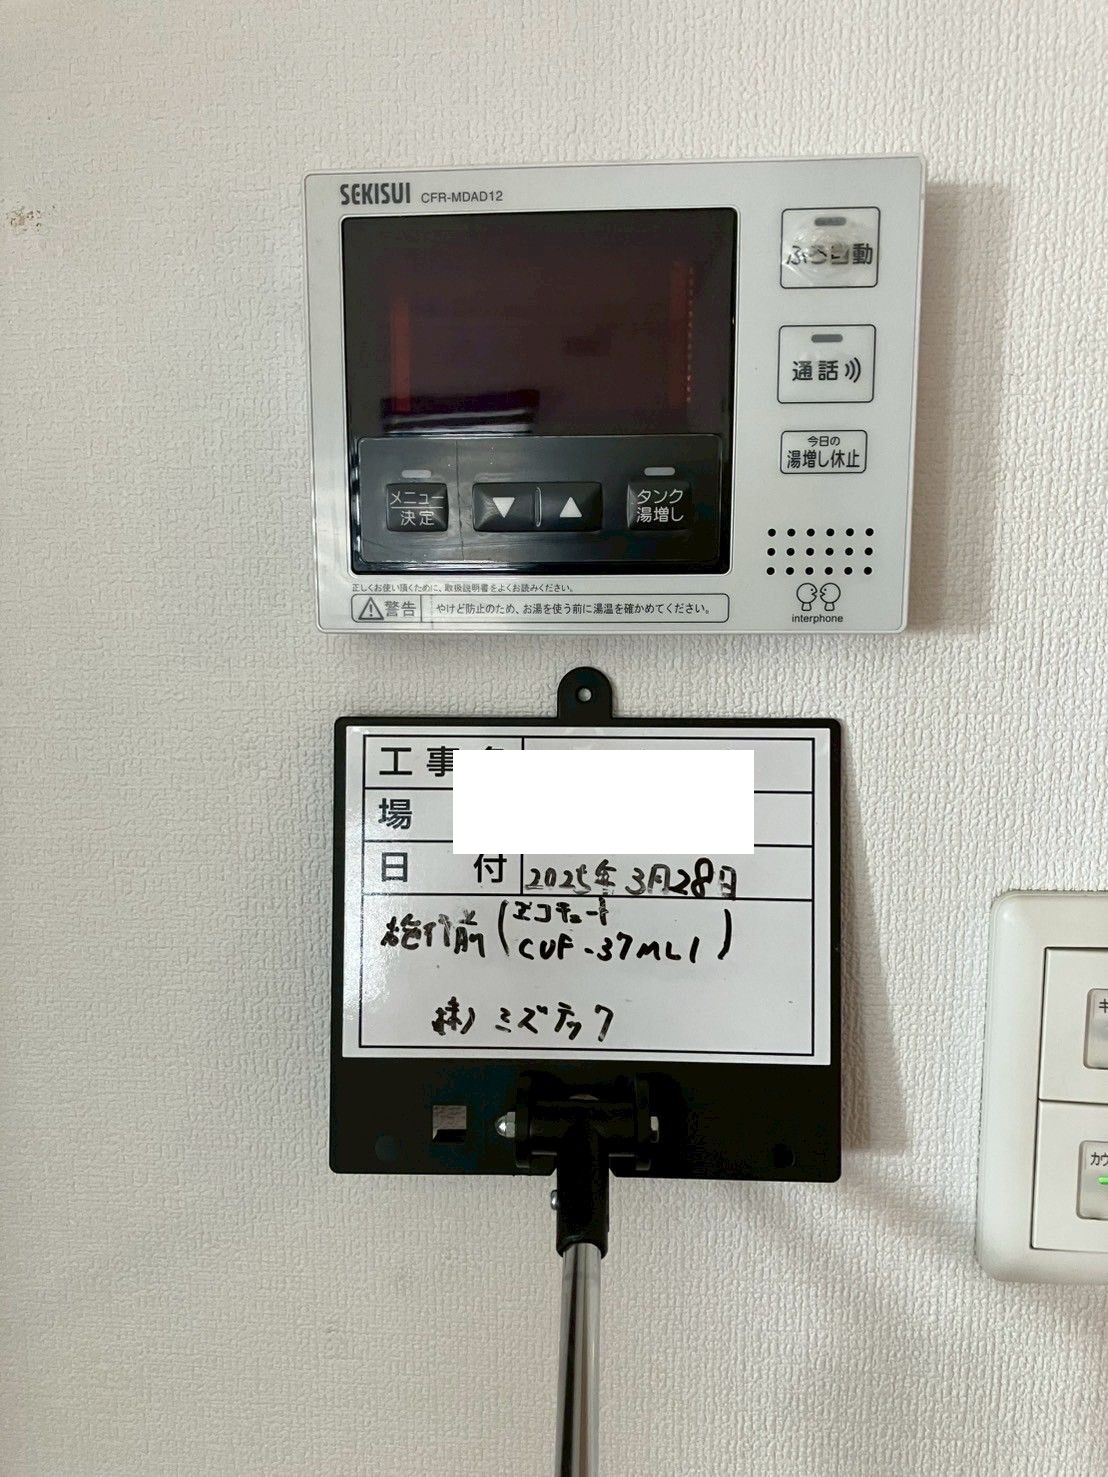 SEKISUI CFR-MDAD12
ふろ自動
通話
今日の
湯増し休止
メニュー
決定
▼
▲
タンク
湯増し
正しくお使い頂くために、取扱説明書をよくお読みください。
警告 やけど防止のため、お湯を使う前に湯温を確かめてください。
interphone
工事
場
日付 2025年3月28日
施行前(エコキュート
CUF-37ML1)
(株)ミズテック
キ
カウ